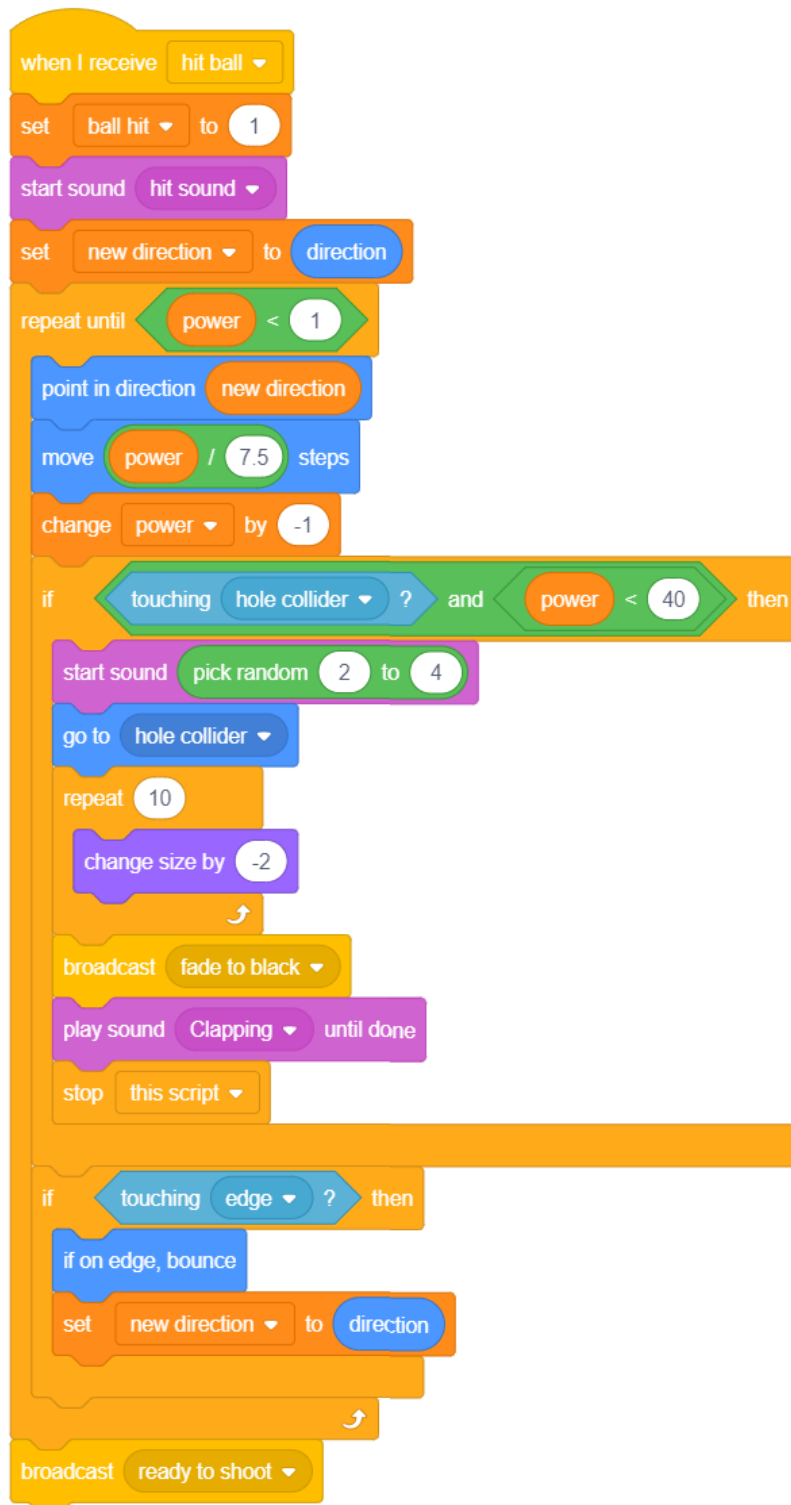 when I receive hit ball
set ball hit to 1
start sound hit sound
set new direction to direction
repeat until power < 1
point in direction new direction
move power / 7.5 steps
change power by -1
if touching hole collider ? and power < 40 then
start sound pick random 2 to 4
go to hole collider
repeat 10
change size by -2
broadcast fade to black
play sound Clapping until done
stop this script
if touching edge ? then
if on edge, bounce
set new direction to direction
broadcast ready to shoot